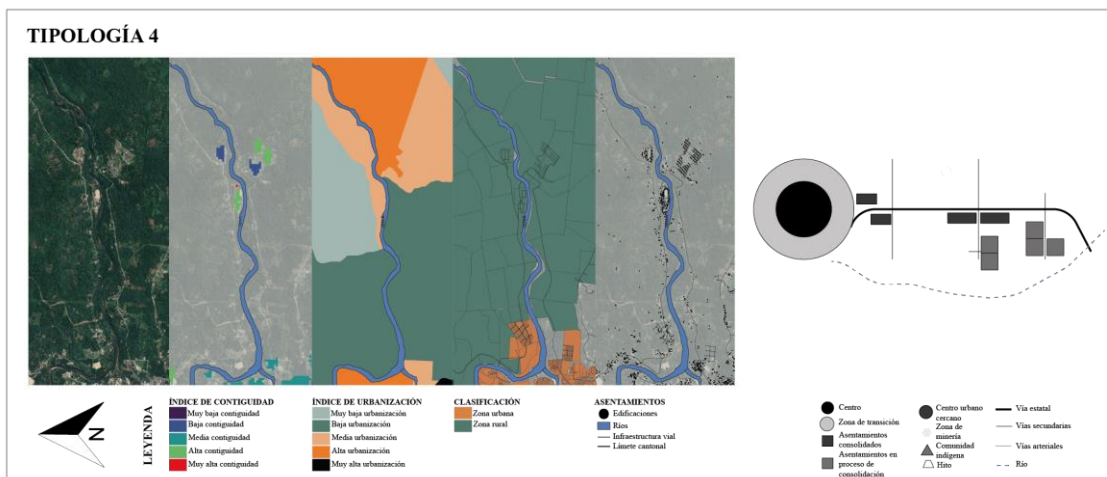 TIPOLOGÍA 4
N
LEYENDA
ÍNDICE DE CONTIGUIDAD
Muy baja contiguidad
Baja contiguidad
Media contiguidad
Alta contiguidad
Muy alta contiguidad
ÍNDICE DE URBANIZACIÓN
Muy baja urbanización
Baja urbanización
Media urbanización
Alta urbanización
Muy alta urbanización
CLASIFICACIÓN
Zona urbana
Zona rural
ASENTAMIENTOS
Edificaciones
Ríos
Infraestructura vial
Límete cantonal
Centro
Zona de transición
Asentamientos
consolidados
Asentamientos en
proceso de
consolidación
Centro urbano
cercano
Zona de
minería
Comunidad
indígena
Hito
Vía estatal
Vías secundarias
Vías arteriales
Río